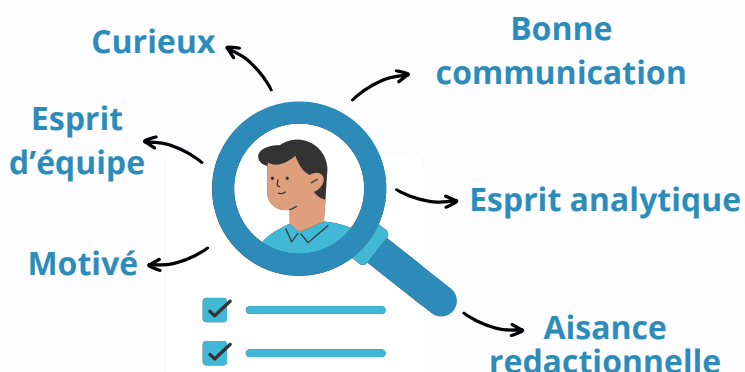 Curieux
Bonne
communication
Esprit
d'équipe
Esprit analytique
Motivé
Aisance
redactionnelle